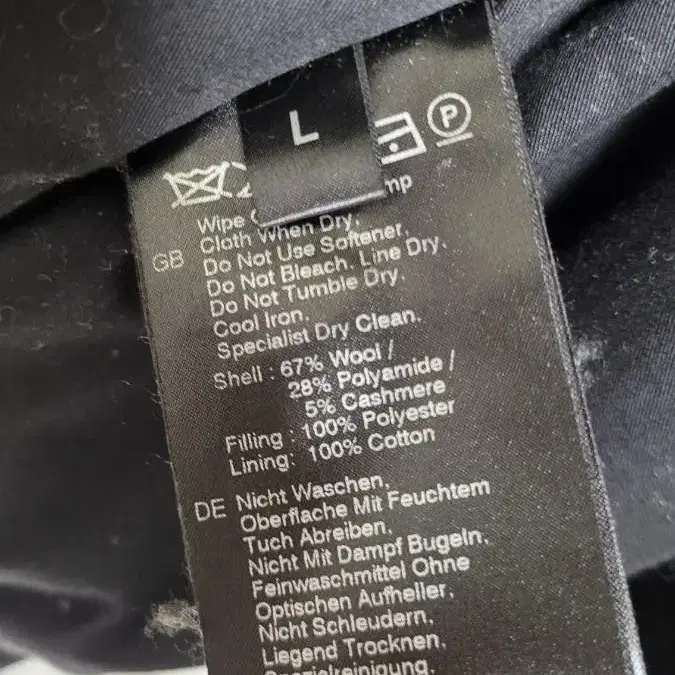 L
P
mp
Wipe
Cloth When Dry.
GB
Do Not Use Softener.
Do Not Bleach. Line Dry.
Do Not Tumble Dry.
Cool Iron.
Specialist Dry Clean.
Shell : 67% Wool /
28% Polyamide /
5% Cashmere
Filling : 100% Polyester
Lining: 100% Cotton
DE Nicht Waschen.
Oberflache Mit Feuchtem
Tuch Abreiben.
Nicht Mit Dampf Bugeln.
Feinwaschmittel Ohne
Optischen Aufheller.
Nicht Schleudern.
Liegend Trocknen.
Spezialreinigung.